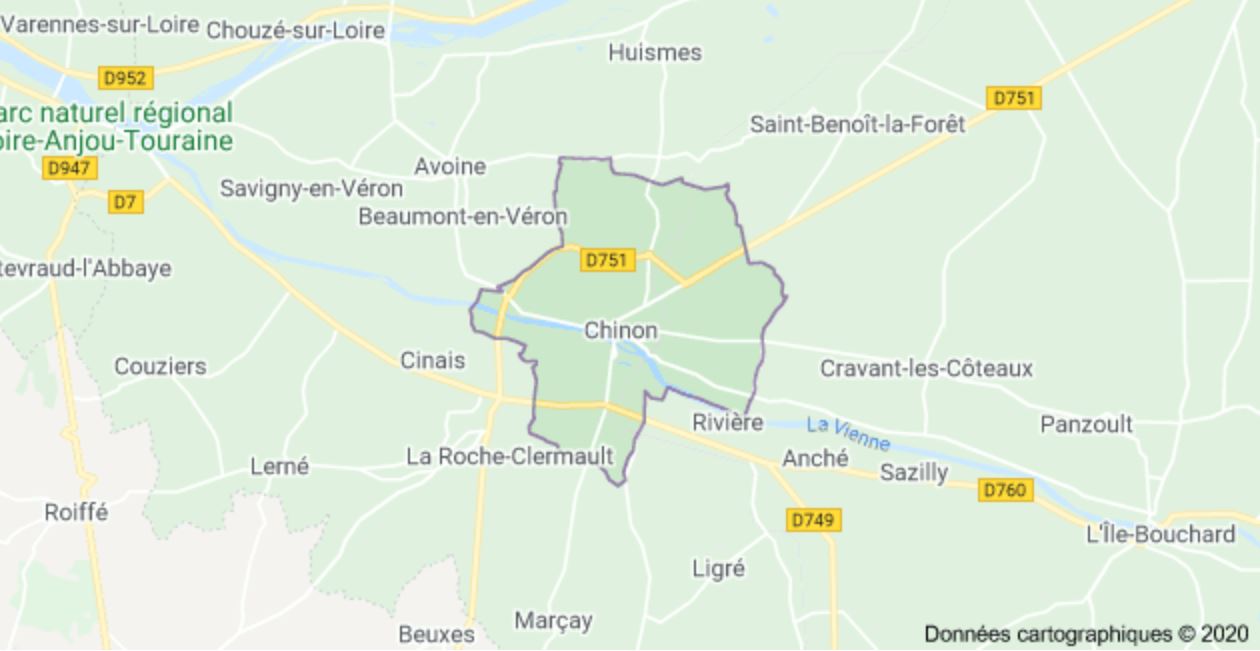 Varennes-sur-Loire
Chouzé-sur-Loire
Huismes
D952
D751
arc naturel régional
oire-Anjou-Touraine
Saint-Benoît-la-Forêt
D947
Avoine
D7
Savigny-en-Véron
Beaumont-en-Véron
D751
tevraud-l'Abbaye
Chinon
Couziers
Cinais
Cravant-les-Côteaux
Rivière
La Vienne
Panzoult
La Roche-Clermault
Anché
Lerné
Sazilly
D760
Roiffé
D749
L'Île-Bouchard
Ligré
Marçay
Beuxes
Données cartographiques © 2020